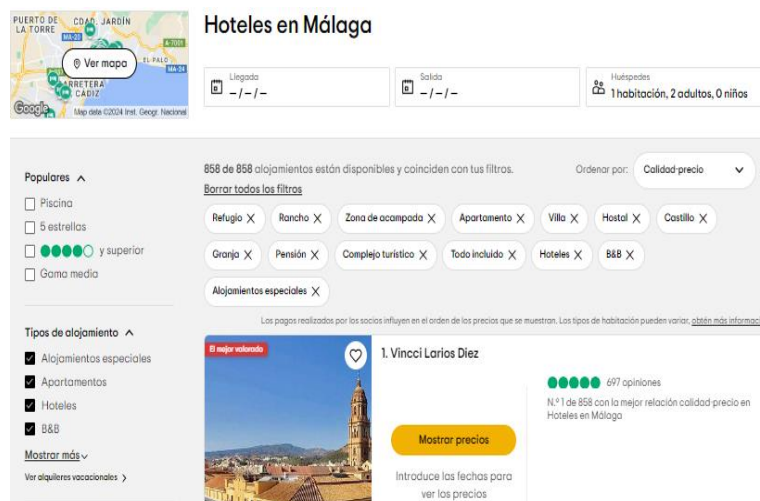 PUERTO DE LA TORRE
CDAD. JARDÍN
MA-20
A-7001
Ver mapa
EL PALO
MA-24
CARRETERA CÁDIZ
Google
Map data ©2024 Inst. Geogr. Nacional
Hoteles en Málaga
Llegada
– / – / –
Salida
– / – / –
Huéspedes
1 habitación, 2 adultos, 0 niños
Populares
Piscina
5 estrellas
y superior
Gama media
Tipos de alojamiento
Alojamientos especiales
Apartamentos
Hoteles
B&B
Mostrar más
Ver alquileres vacacionales
858 de 858 alojamientos están disponibles y coinciden con tus filtros.
Borrar todos los filtros
Ordenar por: Calidad-precio
Refugio X Rancho X Zona de acampada X Apartamento X Villa X Hostal X Castillo X
Granja X Pensión X Complejo turístico X Todo incluido X Hoteles X B&B X
Alojamientos especiales X
Los pagos realizados por los socios influyen en el orden de los precios que se muestran. Los tipos de habitación pueden variar, obtén más informaci
El mejor valorado
1. Vincci Larios Diez
Mostrar precios
Introduce las fechas para
ver los precios
697 opiniones
N.º 1 de 858 con la mejor relación calidad-precio en
Hoteles en Málaga